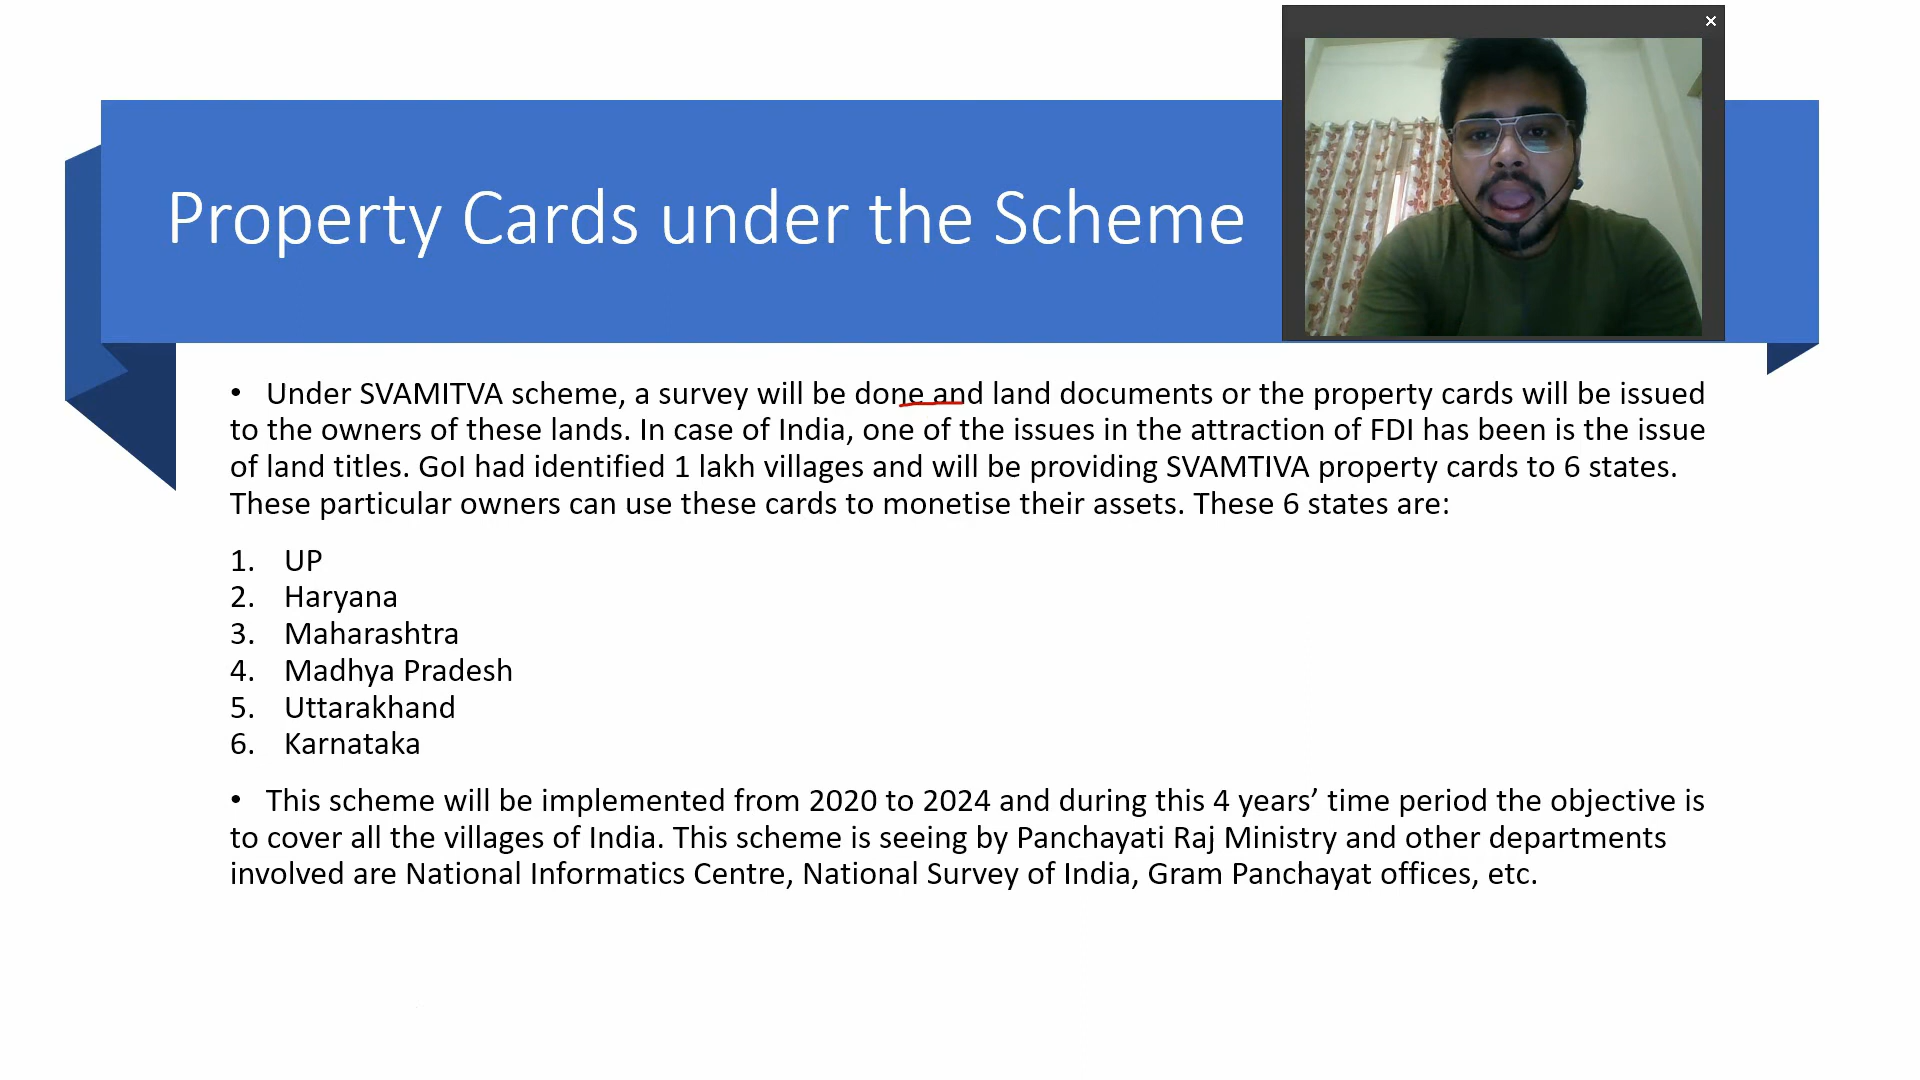 Property Cards under the Scheme
• Under SVAMITVA scheme, a survey will be done and land documents or the property cards will be issued
to the owners of these lands. In case of India, one of the issues in the attraction of FDI has been is the issue
of land titles. GoI had identified 1 lakh villages and will be providing SVAMTIVA property cards to 6 states.
These particular owners can use these cards to monetise their assets. These 6 states are:
1. UP
2. Haryana
3. Maharashtra
4. Madhya Pradesh
5. Uttarakhand
6. Karnataka
• This scheme will be implemented from 2020 to 2024 and during this 4 years’ time period the objective is
to cover all the villages of India. This scheme is seeing by Panchayati Raj Ministry and other departments
involved are National Informatics Centre, National Survey of India, Gram Panchayat offices, etc.